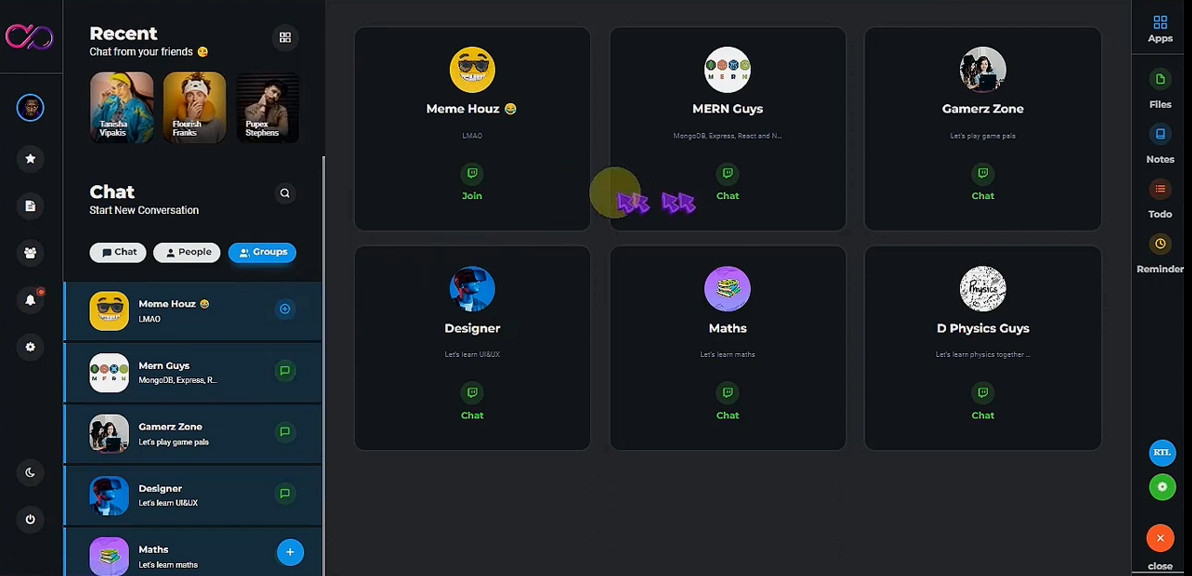 Recent
Chat from your friends 😉
Tanisha
Vipakis
Flourish
Franks
Pupex
Stephens
Chat
Start New Conversation
Chat
People
Groups
Meme Houz 😄
LMAO
Mern Guys
MongoDB, Express, R...
Gamerz Zone
Let's play game pals
Designer
Let's learn UI&UX
Maths
Let's learn maths
Meme Houz 😄
LMAO
Join
MERN
MERN Guys
MongoDB, Express, React and N...
Chat
Gamerz Zone
Let's play game pals
Chat
Designer
Let's learn UI&UX
Chat
Maths
Let's learn maths
Chat
Physics
D Physics Guys
Let's learn physics together ...
Chat
Apps
Files
Notes
Todo
Reminder
RTL
close